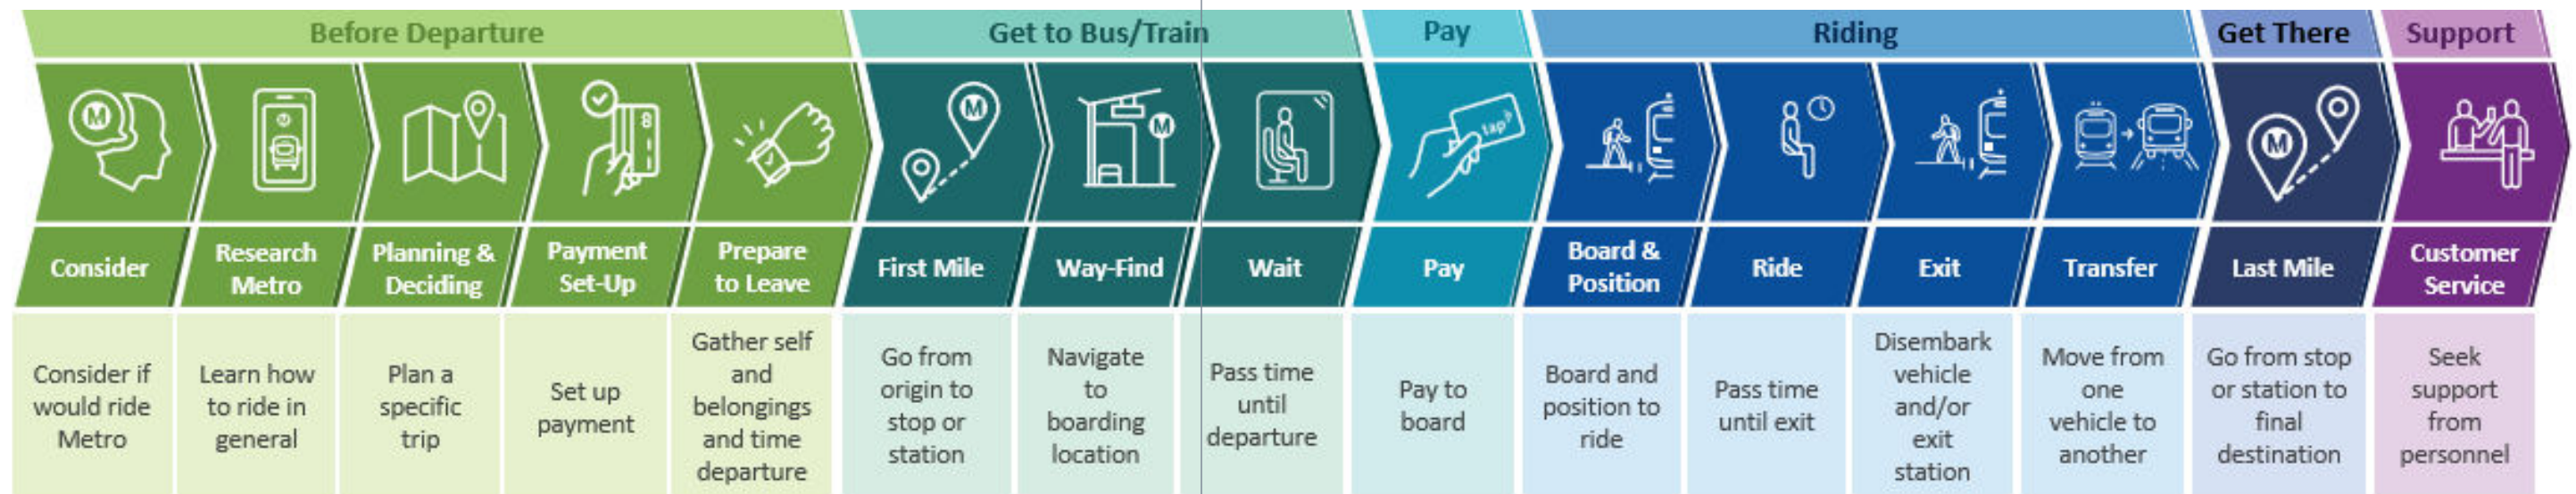 Before Departure
Get to Bus/Train
Pay
Riding
Get There
Support
M
M
M
tap
M
Consider
Research
Metro
Planning &
Deciding
Payment
Set-Up
Prepare
to Leave
First Mile
Way-Find
Wait
Pay
Board &
Position
Ride
Exit
Transfer
Last Mile
Customer
Service
Consider if
would ride
Metro
Learn how
to ride in
general
Plan a
specific
trip
Set up
payment
Gather self
and
belongings
and time
departure
Go from
origin to
stop or
station
Navigate
to
boarding
location
Pass time
until
departure
Pay to
board
Board and
position to
ride
Pass time
until exit
Disembark
vehicle
and/or
exit
station
Move from
one
vehicle to
another
Go from stop
or station to
final
destination
Seek
support
from
personnel